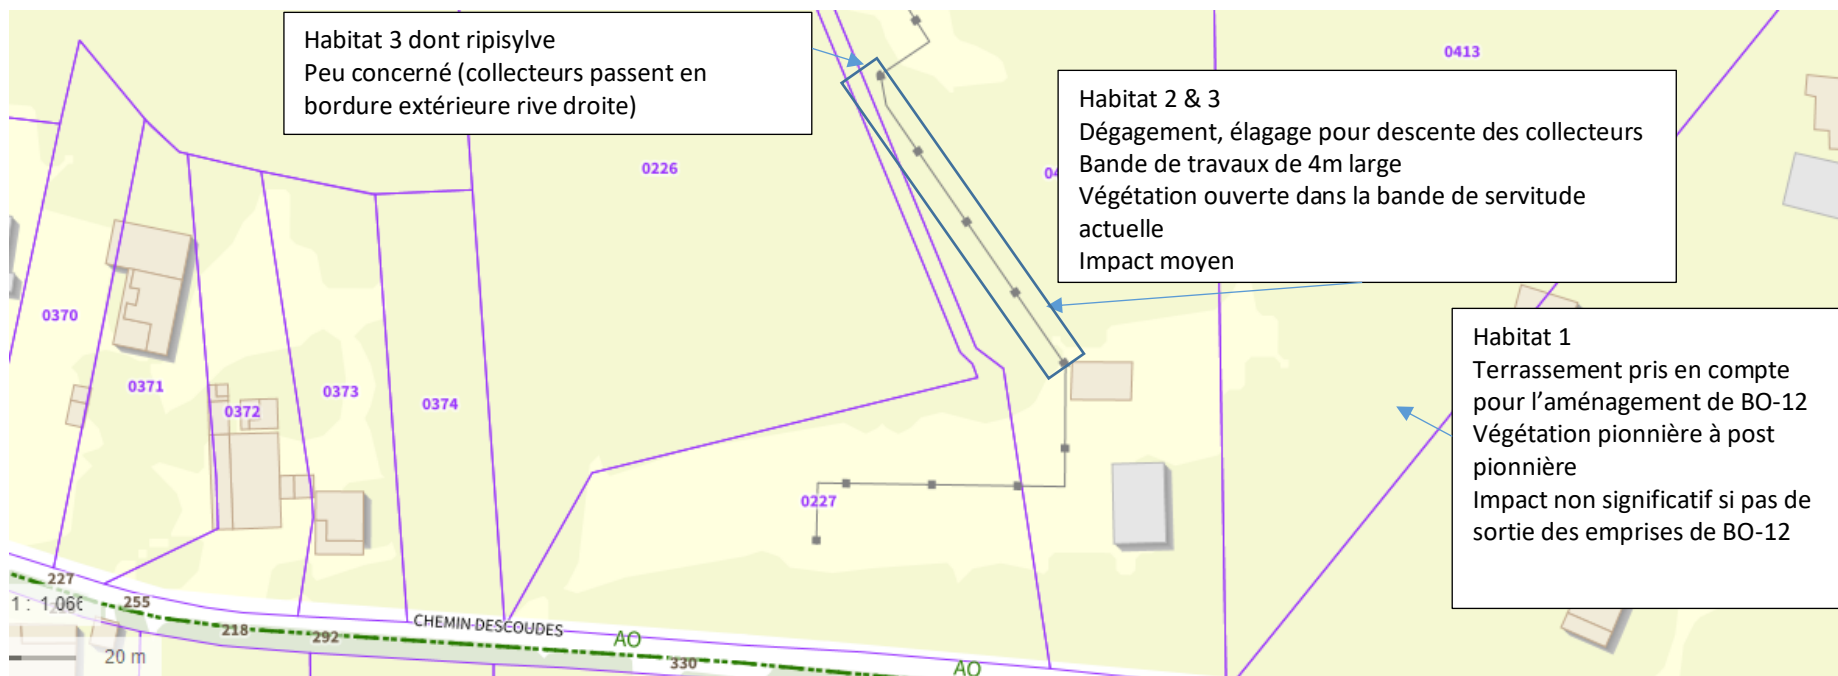 Habitat 3 dont ripisylve
Peu concerné (collecteurs passent en
bordure extérieure rive droite)
0413
Habitat 2 & 3
Dégagement, élagage pour descente des collecteurs
Bande de travaux de 4m large
Végétation ouverte dans la bande de servitude
actuelle
Impact moyen
0226
04
Habitat 1
Terrassement pris en compte
pour l'aménagement de BO-12
Végétation pionnière à post
pionnière
Impact non significatif si pas de
sortie des emprises de BO-12
0370
0371
0372
0373
0374
0227
227
255
1 : 1 066
218
292
CHEMIN DESCOUDES
AO
330
AO
20 m